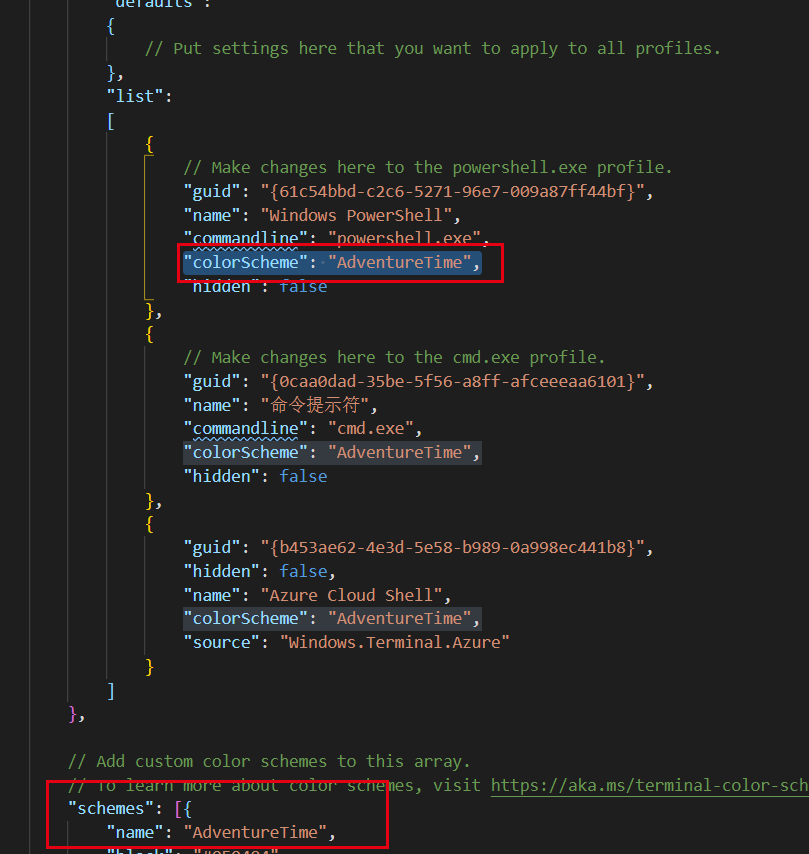 "defaults":
{
// Put settings here that you want to apply to all profiles.
},
"list":
[
{
// Make changes here to the powershell.exe profile.
"guid": "{61c54bbd-c2c6-5271-96e7-009a87ff44bf}",
"name": "Windows PowerShell",
"commandline": "powershell.exe",
"colorScheme": "AdventureTime",
"hidden": false
},
{
// Make changes here to the cmd.exe profile.
"guid": "{0caa0dad-35be-5f56-a8ff-afceeeaa6101}",
"name": "命令提示符",
"commandline": "cmd.exe",
"colorScheme": "AdventureTime",
"hidden": false
},
{
"guid": "{b453ae62-4e3d-5e58-b989-0a998ec441b8}",
"hidden": false,
"name": "Azure Cloud Shell",
"colorScheme": "AdventureTime",
"source": "Windows.Terminal.Azure"
}
]
},
// Add custom color schemes to this array.
// To learn more about color schemes, visit https://aka.ms/terminal-color-sch
"schemes": [{
"name": "AdventureTime",
"black":